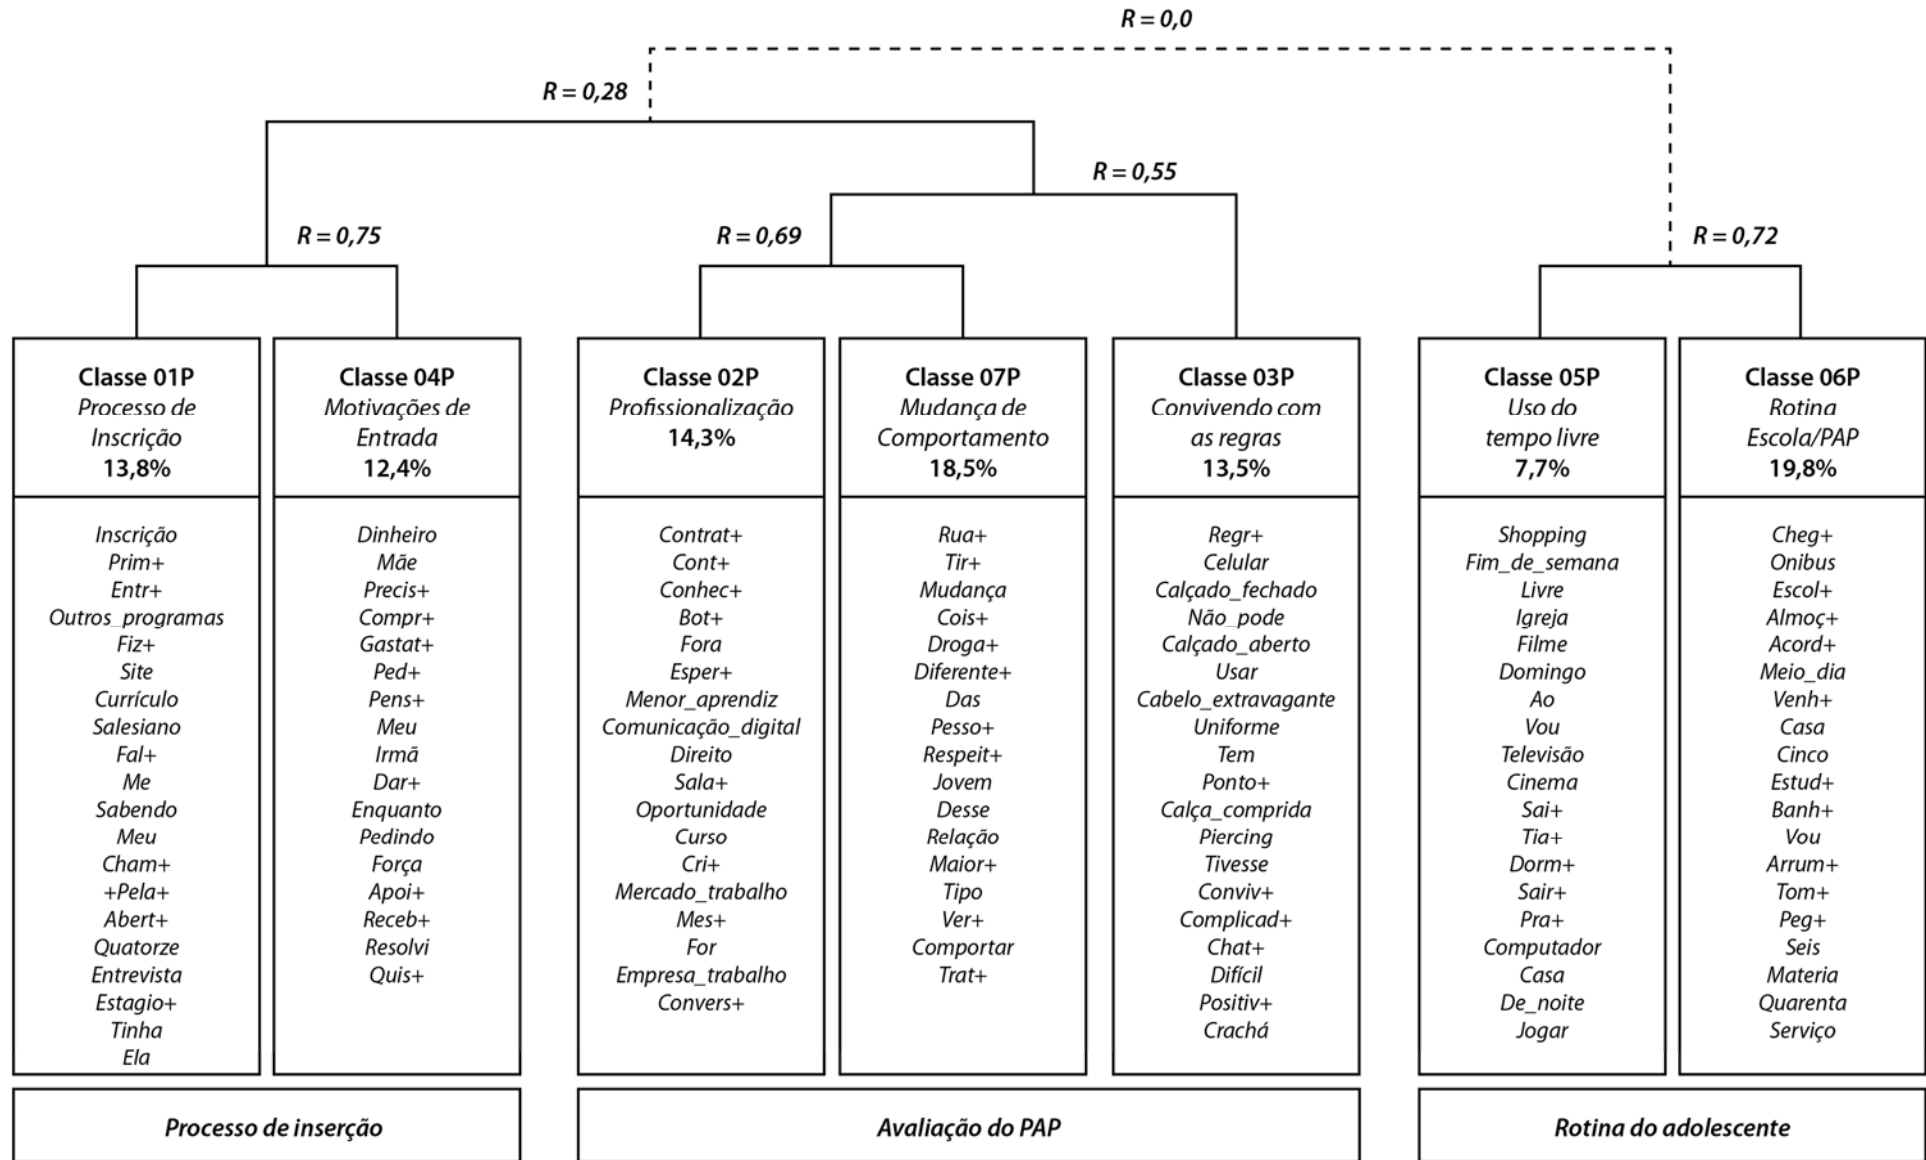 R = 0,0
R = 0,28
R = 0,55
R = 0,75
R = 0,69
R = 0,72
Classe 01P
Processo de
Inscrição
13,8%
Inscrição
Prim+
Entr+
Outros_programas
Fiz+
Site
Currículo
Salesiano
Fal+
Me
Sabendo
Meu
Cham+
+Pela+
Abert+
Quatorze
Entrevista
Estagio+
Tinha
Ela
Classe 04P
Motivações de
Entrada
12,4%
Dinheiro
Mãe
Precis+
Compr+
Gastat+
Ped+
Pens+
Meu
Irmã
Dar+
Enquanto
Pedindo
Força
Apoi+
Receb+
Resolvi
Quis+
Classe 02P
Profissionalização
14,3%
Contrat+
Cont+
Conhec+
Bot+
Fora
Esper+
Menor_aprendiz
Comunicação_digital
Direito
Sala+
Oportunidade
Curso
Cri+
Mercado_trabalho
Mes+
For
Empresa_trabalho
Convers+
Classe 07P
Mudança de
Comportamento
18,5%
Rua+
Tir+
Mudança
Cois+
Droga+
Diferente+
Das
Pesso+
Respeit+
Jovem
Desse
Relação
Maior+
Tipo
Ver+
Comportar
Trat+
Classe 03P
Convivendo com
as regras
13,5%
Regr+
Celular
Calçado_fechado
Não_pode
Calçado_aberto
Usar
Cabelo_extravagante
Uniforme
Tem
Ponto+
Calça_comprida
Piercing
Tivesse
Conviv+
Complicad+
Chat+
Difícil
Positiv+
Crachá
Classe 05P
Uso do
tempo livre
7,7%
Shopping
Fim_de_semana
Livre
Igreja
Filme
Domingo
Ao
Vou
Televisão
Cinema
Sai+
Tia+
Dorm+
Sair+
Pra+
Computador
Casa
De_noite
Jogar
Classe 06P
Rotina
Escola/PAP
19,8%
Cheg+
Onibus
Escol+
Almoç+
Acord+
Meio_dia
Venh+
Casa
Cinco
Estud+
Banh+
Vou
Arrum+
Tom+
Peg+
Seis
Materia
Quarenta
Serviço
Processo de inserção
Avaliação do PAP
Rotina do adolescente